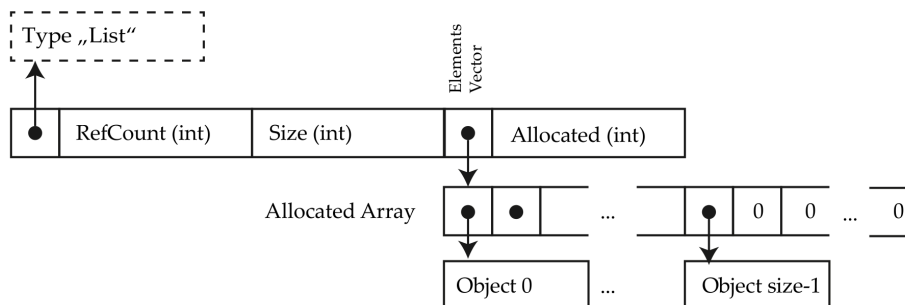 Type „List“
Elements
Vector
RefCount (int)
Size (int)
Allocated (int)
Allocated Array
...
0
0
...
0
Object 0
...
Object size-1